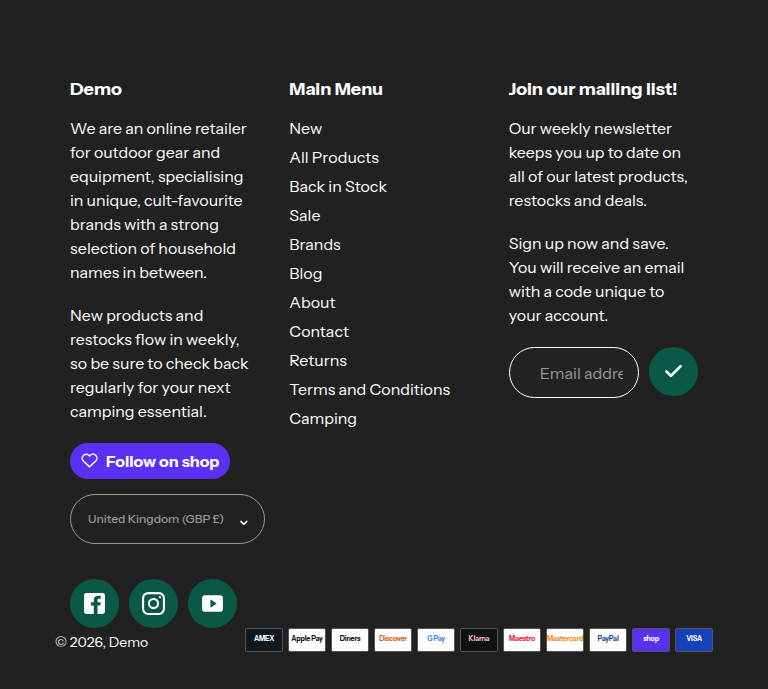 Demo
We are an online retailer
for outdoor gear and
equipment, specialising
in unique, cult-favourite
brands with a strong
selection of household
names in between.
New products and
restocks flow in weekly,
so be sure to check back
regularly for your next
camping essential.
Follow on shop
United Kingdom (GBP £)
Main Menu
New
All Products
Back in Stock
Sale
Brands
Blog
About
Contact
Returns
Terms and Conditions
Camping
Join our mailing list!
Our weekly newsletter
keeps you up to date on
all of our latest products,
restocks and deals.
Sign up now and save.
You will receive an email
with a code unique to
your account.
Email addre
© 2026, Demo
AMEX
Apple Pay
Diners
Discover
G Pay
Klarna
Maestro
Mastercard
PayPal
shop
VISA